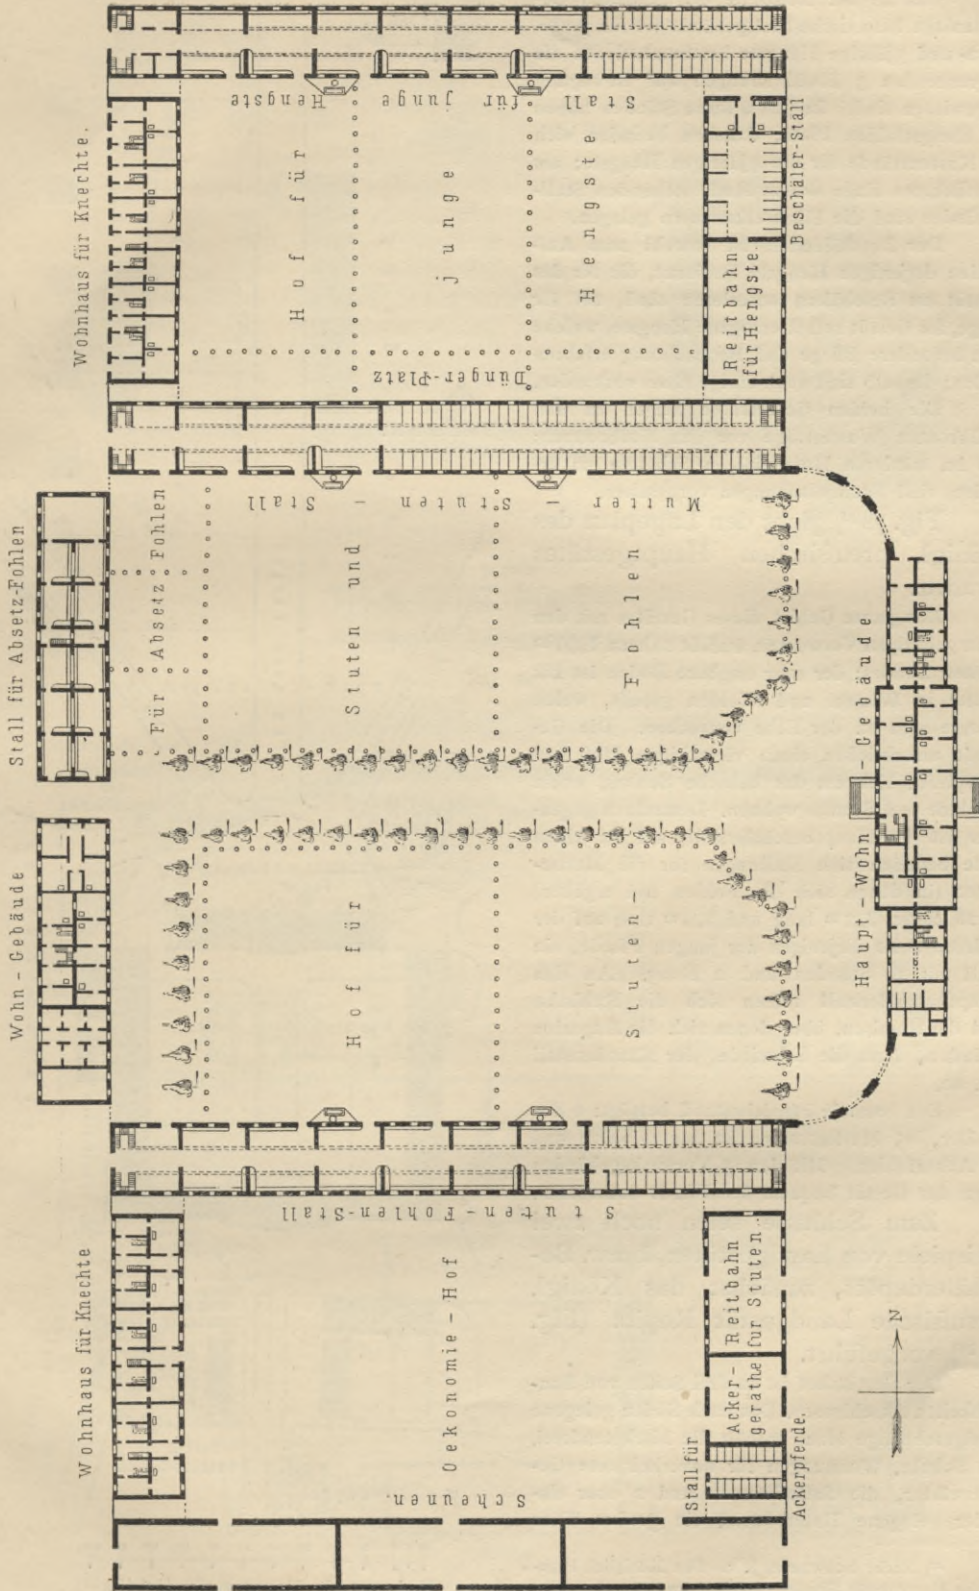 Wohnhaus für Knechte.
Stall für junge Hengste
Hof für
junge
Hengste
Dünger-Platz
Reitbahn
für Hengste.
Beschäler-Stall
Stall für Absetz-Fohlen
Für Absetz Fohlen
Mutter-Stuten-Stall
Stuten und
Fohlen
Wohn-Gebäude
Hof für
Stuten-
Haupt-Wohn-Gebäude
Wohnhaus für Knechte
Stuten-Fohlen-Stall
Oekonomie-Hof
Scheunen.
Reitbahn
für Stuten.
Acker-
gerathe
Stall für
Ackerpferde.
N